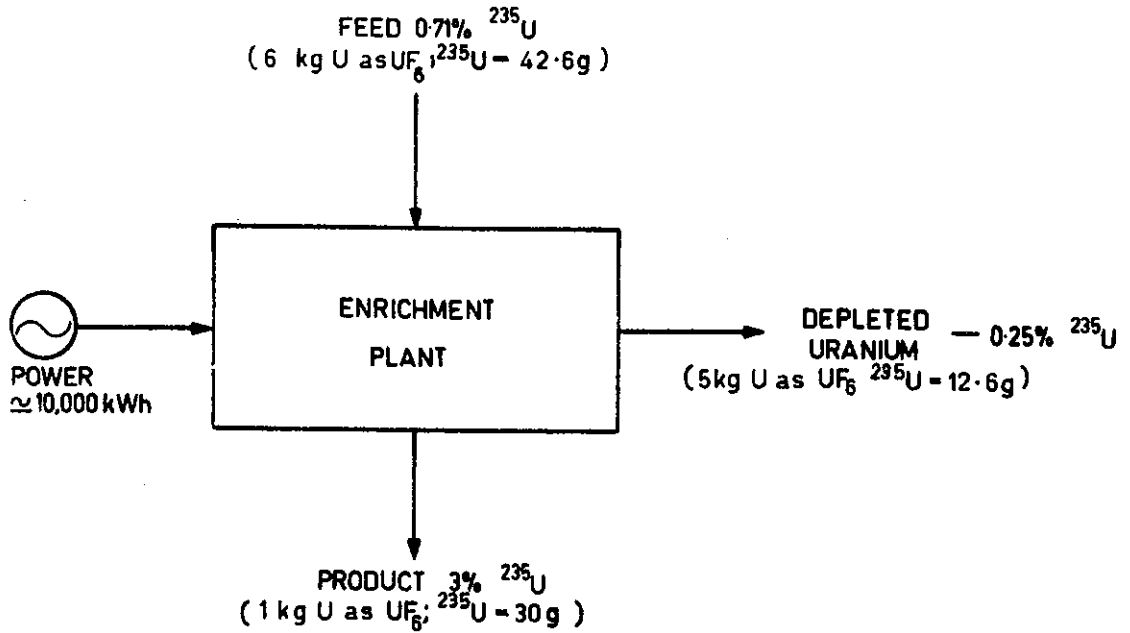 FEED 0·71% ²³⁵U
(6 kg U as UF₆; ²³⁵U – 42·6g)
ENRICHMENT
PLANT
POWER
≃ 10,000 kWh
DEPLETED URANIUM — 0·25% ²³⁵U
(5kg U as UF₆ ²³⁵U – 12·6g)
PRODUCT 3% ²³⁵U
(1 kg U as UF₆; ²³⁵U – 30g)